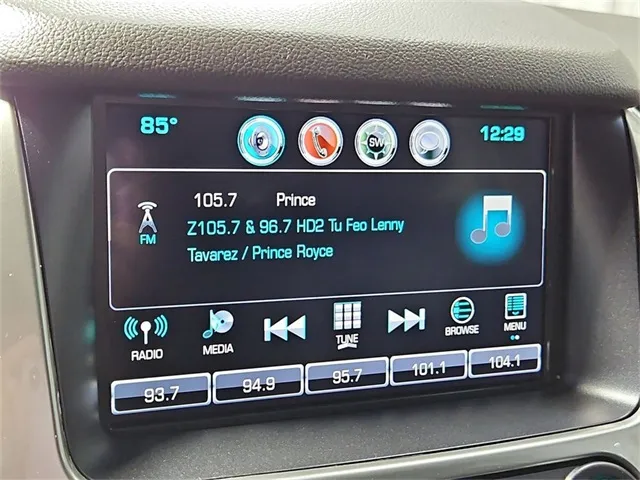 85° SW 12:29
105.7 Prince
FM
Z105.7 & 96.7 HD2 Tu Feo Lenny
Tavarez / Prince Royce
RADIO MEDIA TUNE BROWSE MENU
93.7 94.9 95.7 101.1 104.1